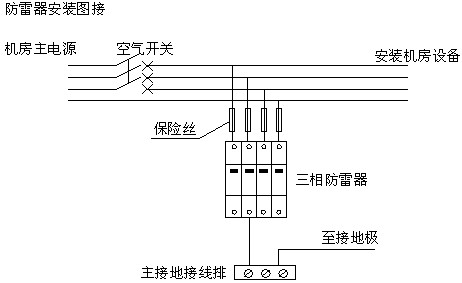 防雷器安装图接
机房主电源
空气开关
安装机房设备
保险丝
三相防雷器
至接地极
主接地接线排